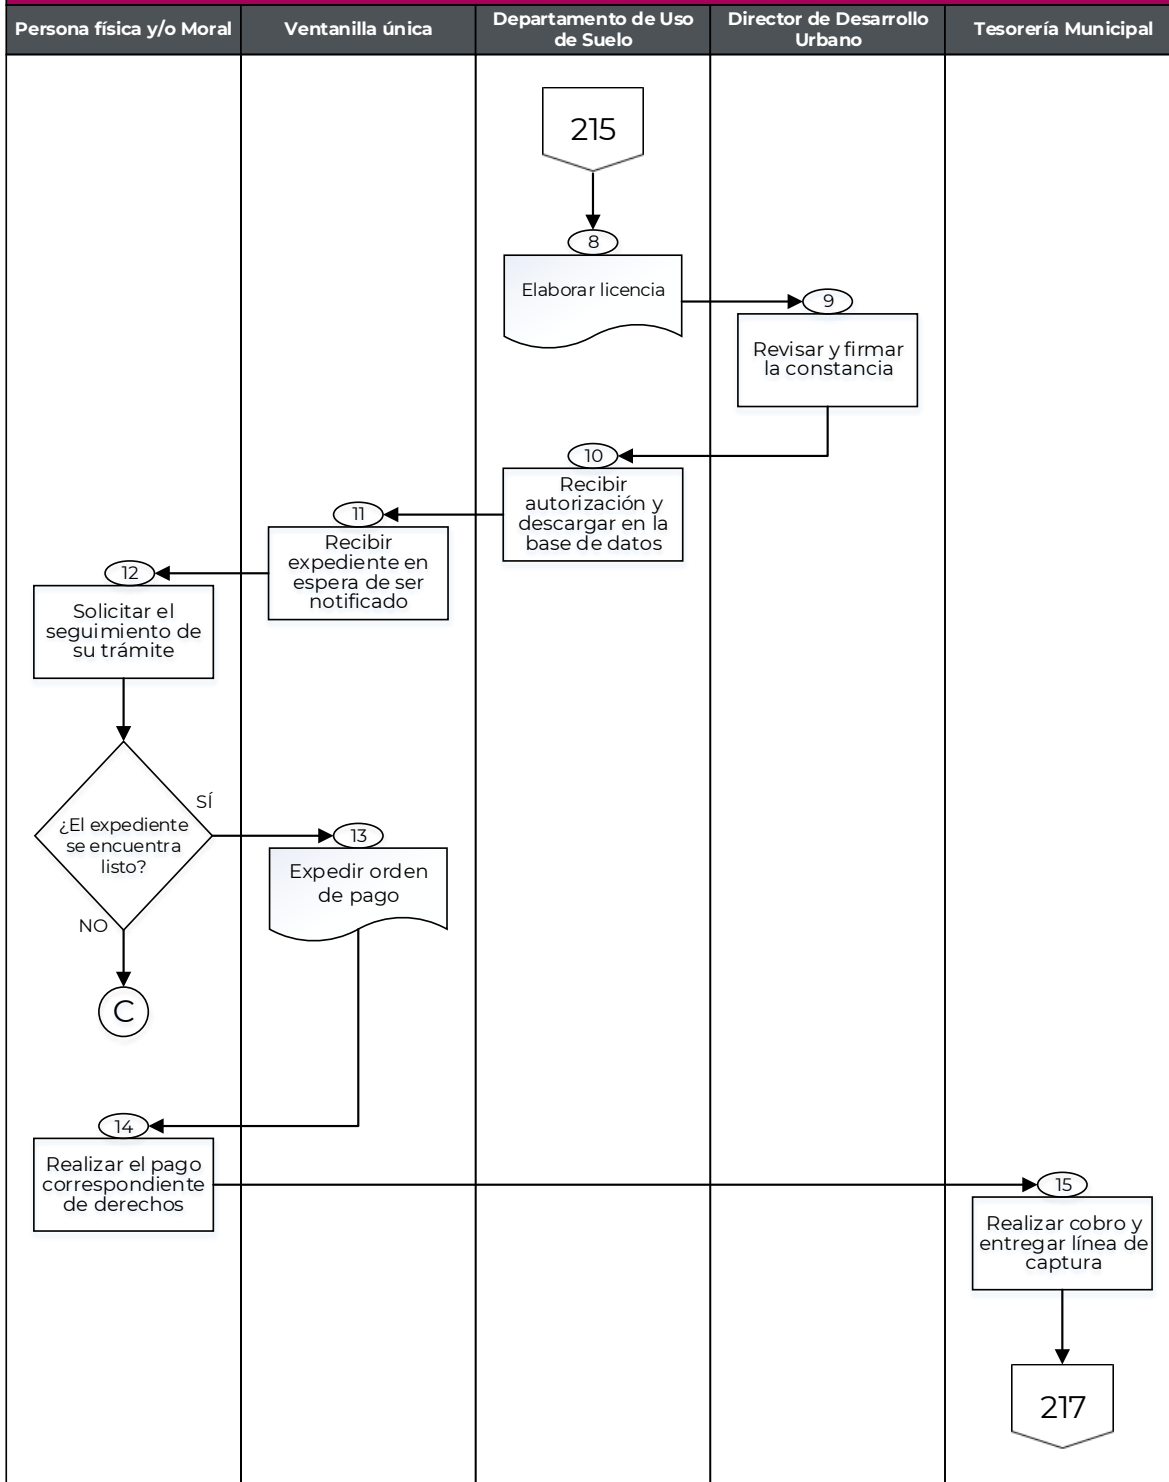 Persona física y/o Moral
Ventanilla única
Departamento de Uso
de Suelo
Director de Desarrollo
Urbano
Tesorería Municipal
215
8
Elaborar licencia
9
Revisar y firmar
la constancia
10
Recibir
autorización y
descargar en la
base de datos
11
Recibir
expediente en
espera de ser
notificado
12
Solicitar el
seguimiento de
su trámite
¿El expediente
se encuentra
listo?
SÍ
NO
C
13
Expedir orden
de pago
14
Realizar el pago
correspondiente
de derechos
15
Realizar cobro y
entregar línea de
captura
217